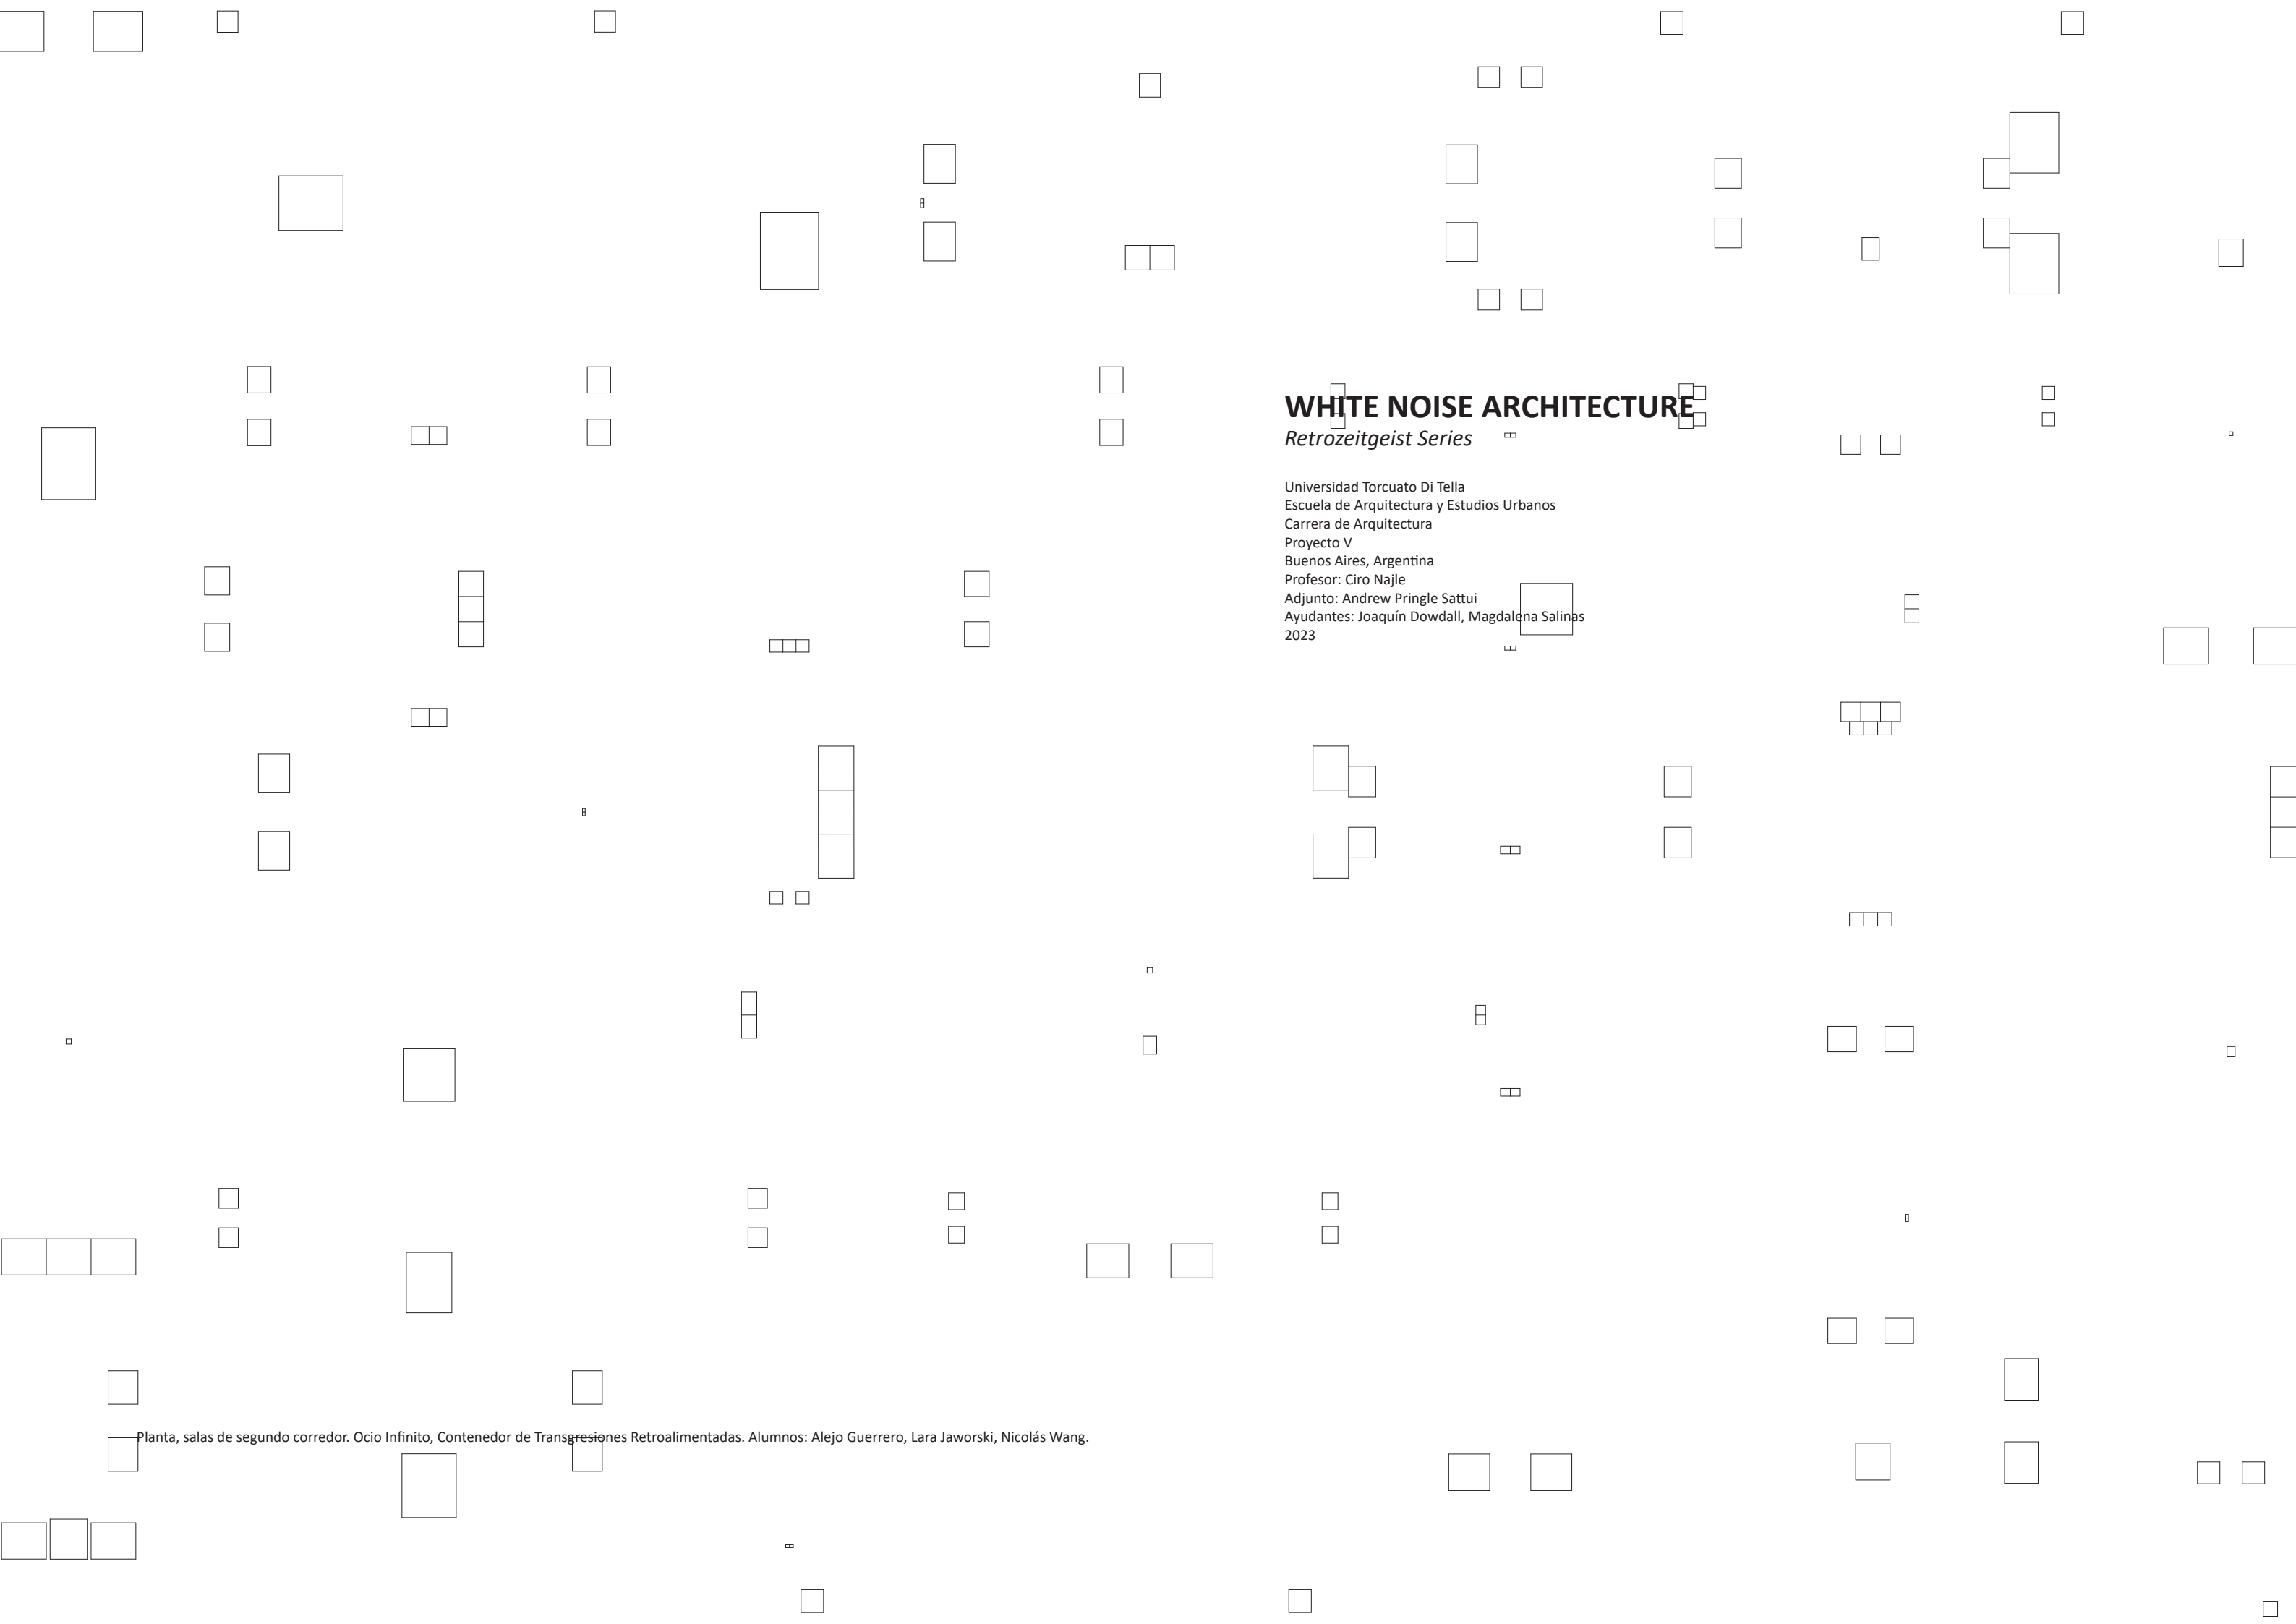 WHITE NOISE ARCHITECTURE
Retrozeitgeist Series
Universidad Torcuato Di Tella
Escuela de Arquitectura y Estudios Urbanos
Carrera de Arquitectura
Proyecto V
Buenos Aires, Argentina
Profesor: Ciro Najle
Adjunto: Andrew Pringle Sattui
Ayudantes: Joaquín Dowdall, Magdalena Salinas
2023
Planta, salas de segundo corredor. Ocio Infinito, Contenedor de Transgresiones Retroalimentadas. Alumnos: Alejo Guerrero, Lara Jaworski, Nicolás Wang.